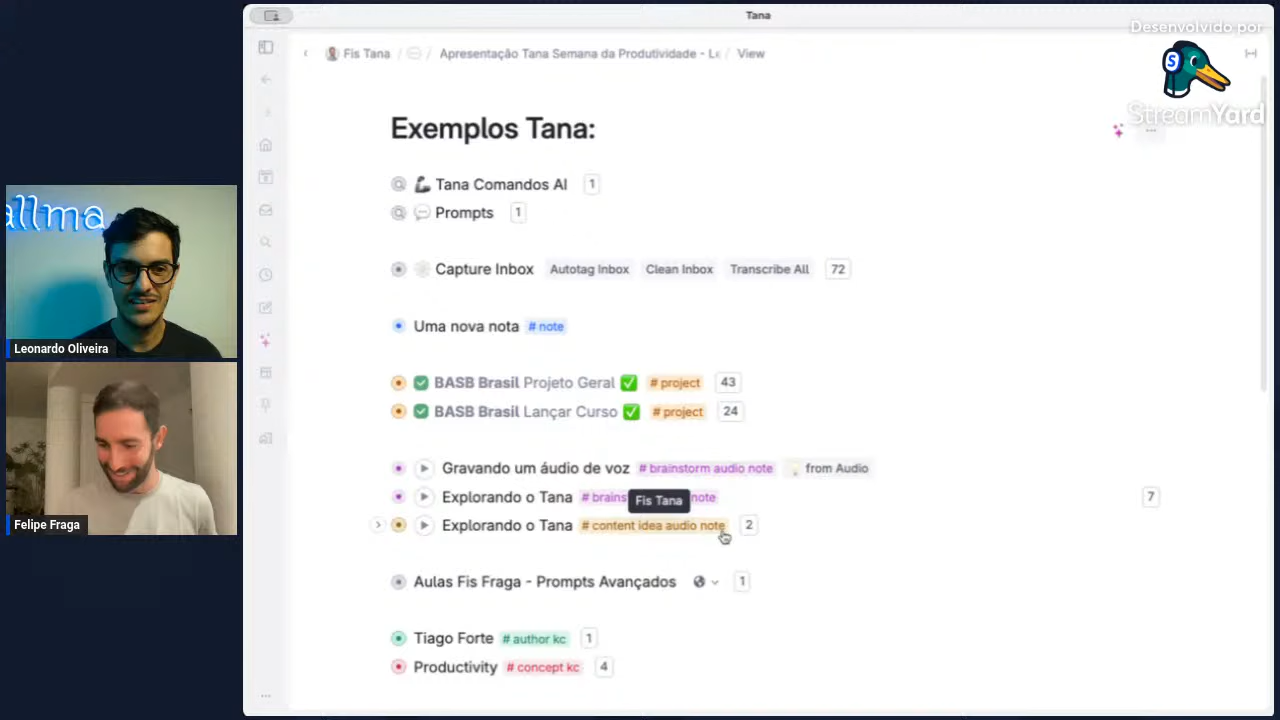 Tana
Desenvolvido por
StreamYard
Fis Tana / / Apresentação Tana Semana da Produtividade - Le / View
Exemplos Tana:
Tana Comandos AI 1
Prompts 1
Capture Inbox Autotag Inbox Clean Inbox Transcribe All 72
Uma nova nota # note
BASB Brasil Projeto Geral # project 43
BASB Brasil Lançar Curso # project 24
Gravando um áudio de voz # brainstorm audio note from Audio
Explorando o Tana # brains note 7
Fis Tana
Explorando o Tana # content idea audio note 2
Aulas Fis Fraga - Prompts Avançados 1
Tiago Forte # author kc 1
Productivity # concept kc 4
allma
Leonardo Oliveira
Felipe Fraga